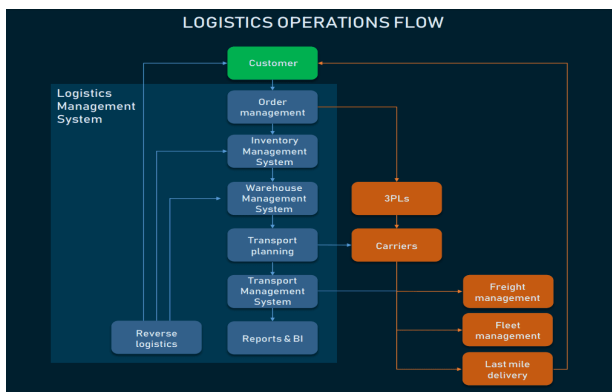 LOGISTICS OPERATIONS FLOW
Customer
Logistics
Management
System
Order
management
Inventory
Management
System
Warehouse
Management
System
3PLs
Transport
planning
Carriers
Transport
Management
System
Freight
management
Reverse
logistics
Reports & BI
Fleet
management
Last mile
delivery